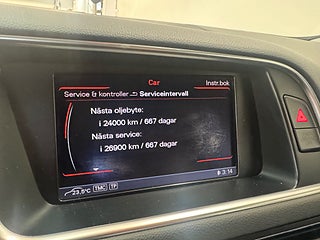 Car
Instr.bok
Service & kontroller Serviceintervall
Nästa oljebyte:
i 24000 km / 667 dagar
Nästa service:
i 26900 km / 667 dagar
23,5°C TMC TP 3:14